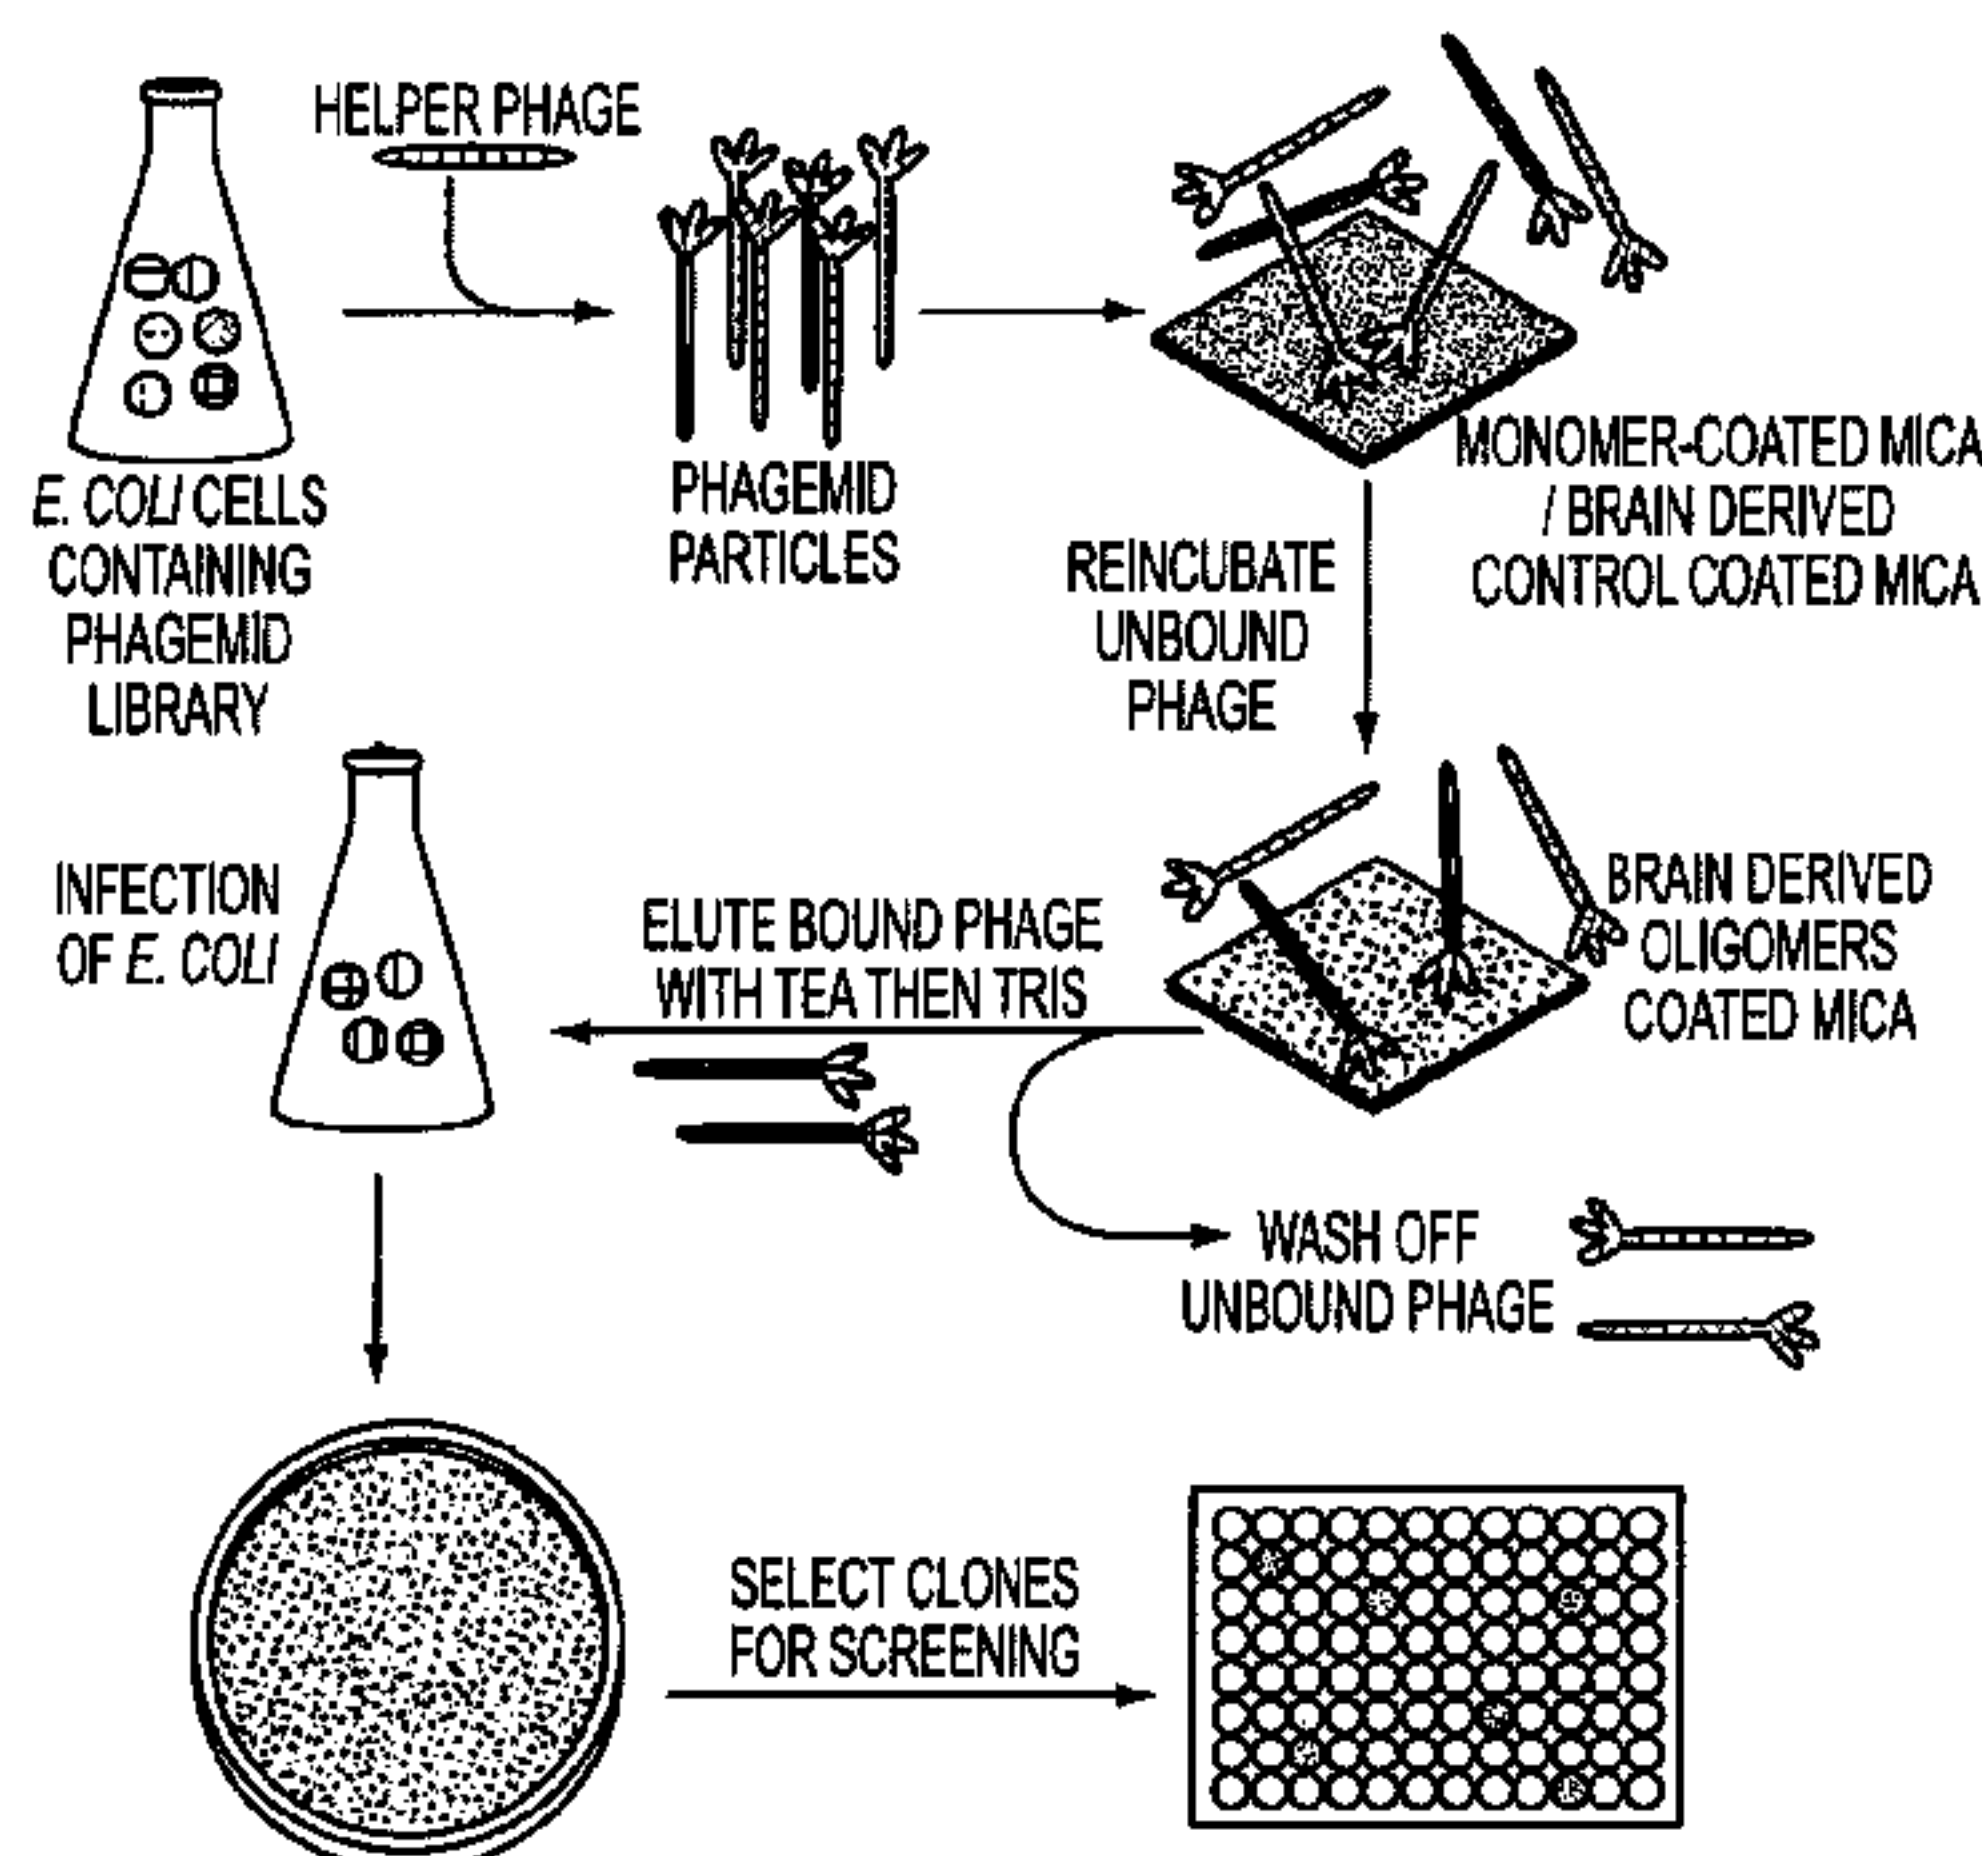 HELPER PHAGE
E. COLI CELLS
CONTAINING
PHAGEMID
LIBRARY
PHAGEMID
PARTICLES
MONOMER-COATED MICA
/ BRAIN DERIVED
CONTROL COATED MICA
REINCUBATE
UNBOUND
PHAGE
BRAIN DERIVED
OLIGOMERS
COATED MICA
ELUTE BOUND PHAGE
WITH TEA THEN TRIS
INFECTION
OF E. COLI
WASH OFF
UNBOUND PHAGE
SELECT CLONES
FOR SCREENING